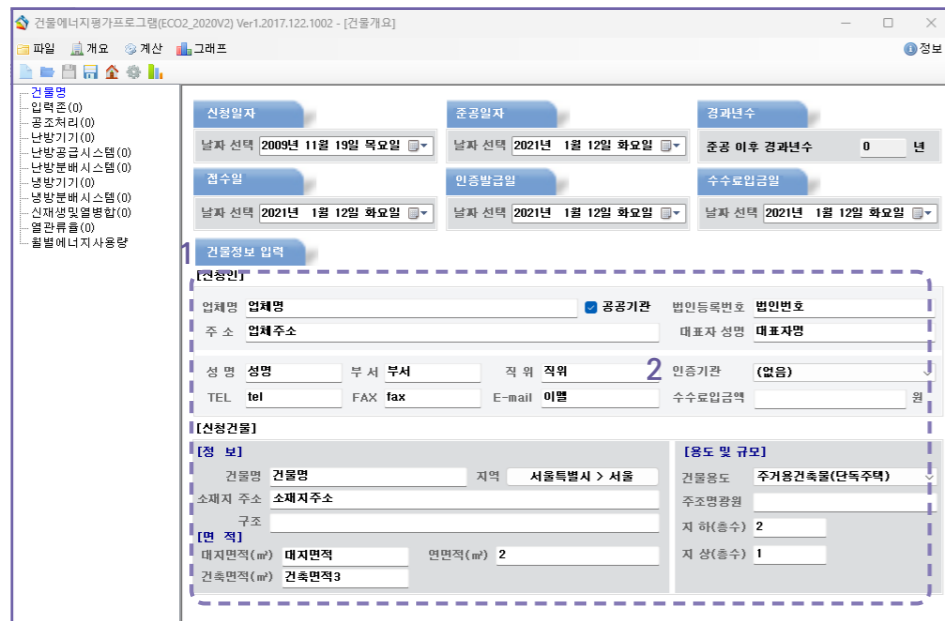 건물에너지평가프로그램(ECO2_2020V2) Ver1.2017.122.1002 - [건물개요]
파일 개요 계산 그래프 정보
건물명
입력존(0)
공조처리(0)
난방기기(0)
난방공급시스템(0)
난방분배시스템(0)
냉방기기(0)
냉방분배시스템(0)
신재생및열병합(0)
열관류율(0)
월별에너지사용량
신청일자 준공일자 경과년수
날짜 선택 2009년 11월 19일 목요일 날짜 선택 2021년 1월 12일 화요일 준공 이후 경과년수 0 년
접수일 인증발급일 수수료입금일
날짜 선택 2021년 1월 12일 화요일 날짜 선택 2021년 1월 12일 화요일 날짜 선택 2021년 1월 12일 화요일
1 건물정보 입력
[신청인]
업체명 업체명 공공기관 법인등록번호 법인번호
주 소 업체주소 대표자 성명 대표자명
성 명 성명 부 서 부서 직 위 직위 2 인증기관 (없음)
TEL tel FAX fax E-mail 이멜 수수료입금액 원
[신청건물]
[정 보] [용도 및 규모]
건물명 건물명 지역 서울특별시 > 서울 건물용도 주거용건축물(단독주택)
소재지 주소 소재지주소 주조명광원
구조 지 하(층수) 2
[면 적]
대지면적(㎡) 대지면적 연면적(㎡) 2 지 상(층수) 1
건축면적(㎡) 건축면적3